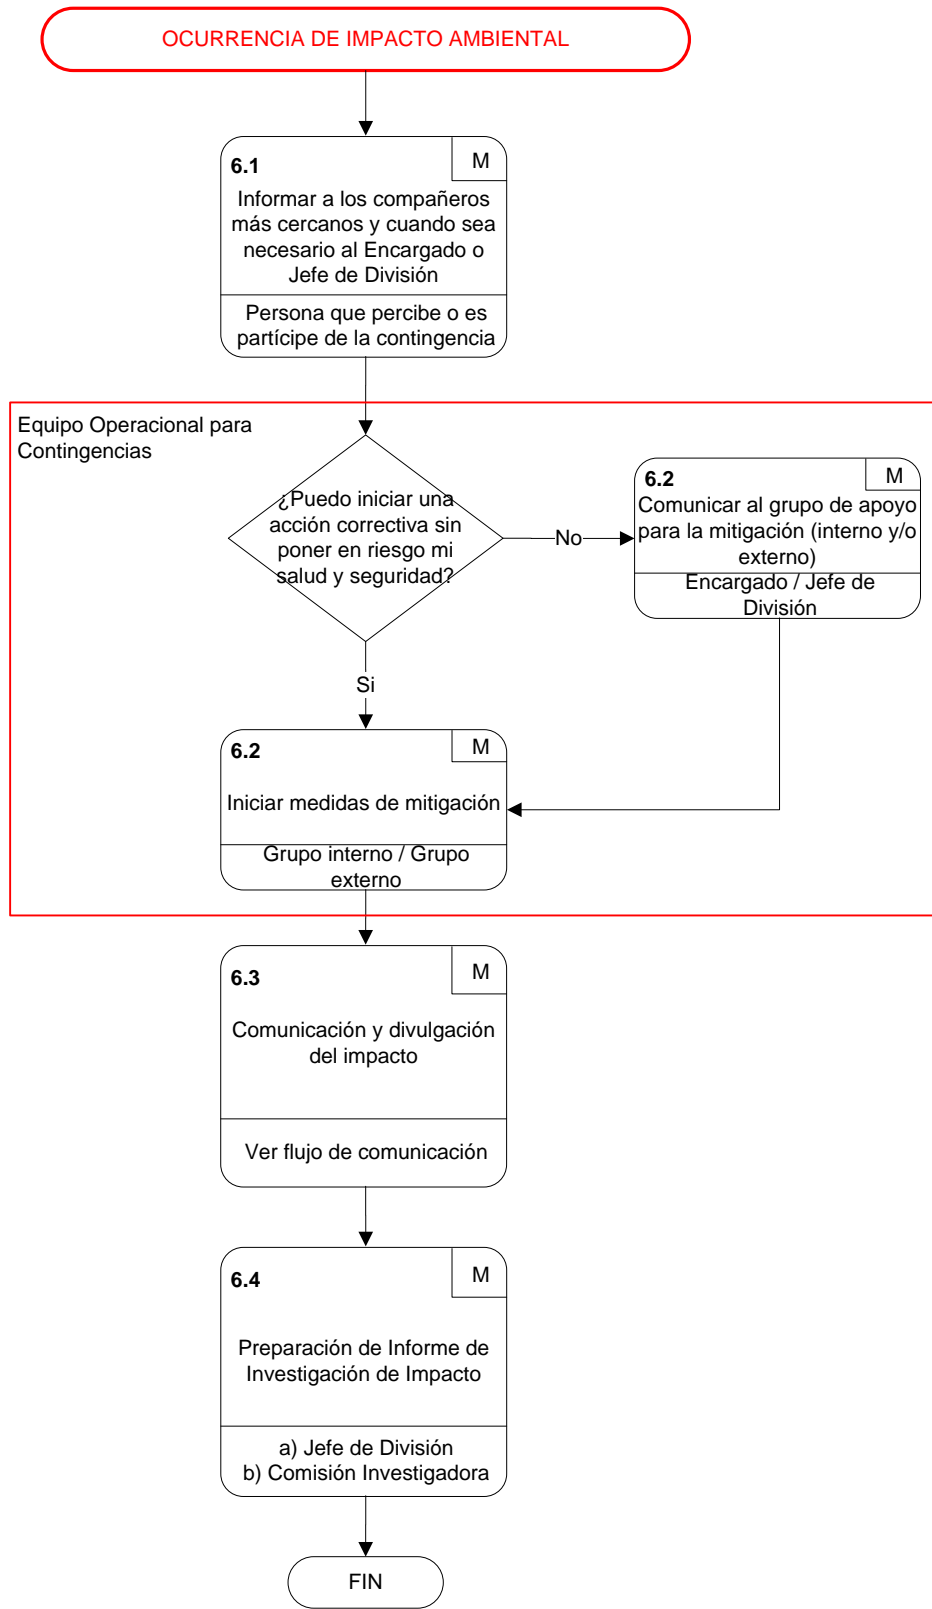 OCURRENCIA DE IMPACTO AMBIENTAL
6.1
M
Informar a los compañeros
más cercanos y cuando sea
necesario al Encargado o
Jefe de División
Persona que percibe o es
partícipe de la contingencia
Equipo Operacional para
Contingencias
¿Puedo iniciar una
acción correctiva sin
poner en riesgo mi
salud y seguridad?
No
6.2
M
Comunicar al grupo de apoyo
para la mitigación (interno y/o
externo)
Encargado / Jefe de
División
Si
6.2
M
Iniciar medidas de mitigación
Grupo interno / Grupo
externo
6.3
M
Comunicación y divulgación
del impacto
Ver flujo de comunicación
6.4
M
Preparación de Informe de
Investigación de Impacto
a) Jefe de División
b) Comisión Investigadora
FIN